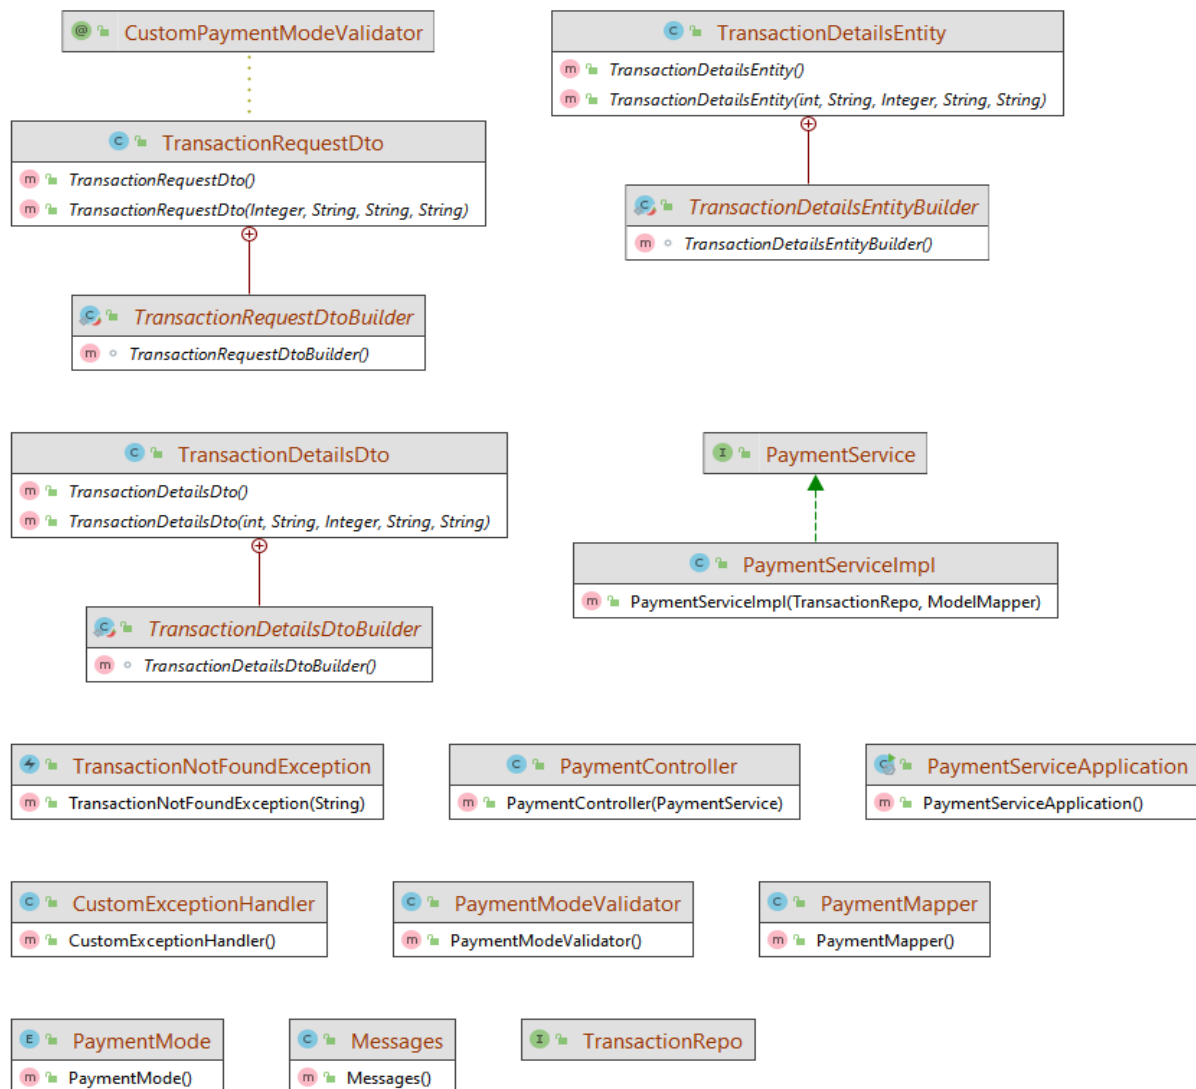 CustomPaymentModeValidator
TransactionRequestDto
TransactionRequestDto()
TransactionRequestDto(Integer, String, String, String)
TransactionRequestDtoBuilder
TransactionRequestDtoBuilder()
TransactionDetailsEntity
TransactionDetailsEntity()
TransactionDetailsEntity(int, String, Integer, String, String)
TransactionDetailsEntityBuilder
TransactionDetailsEntityBuilder()
TransactionDetailsDto
TransactionDetailsDto()
TransactionDetailsDto(int, String, Integer, String, String)
TransactionDetailsDtoBuilder
TransactionDetailsDtoBuilder()
PaymentService
PaymentServiceImpl
PaymentServiceImpl(TransactionRepo, ModelMapper)
TransactionNotFoundException
TransactionNotFoundException(String)
PaymentController
PaymentController(PaymentService)
PaymentServiceApplication
PaymentServiceApplication()
CustomExceptionHandler
CustomExceptionHandler()
PaymentModeValidator
PaymentModeValidator()
PaymentMapper
PaymentMapper()
PaymentMode
PaymentMode()
Messages
Messages()
TransactionRepo